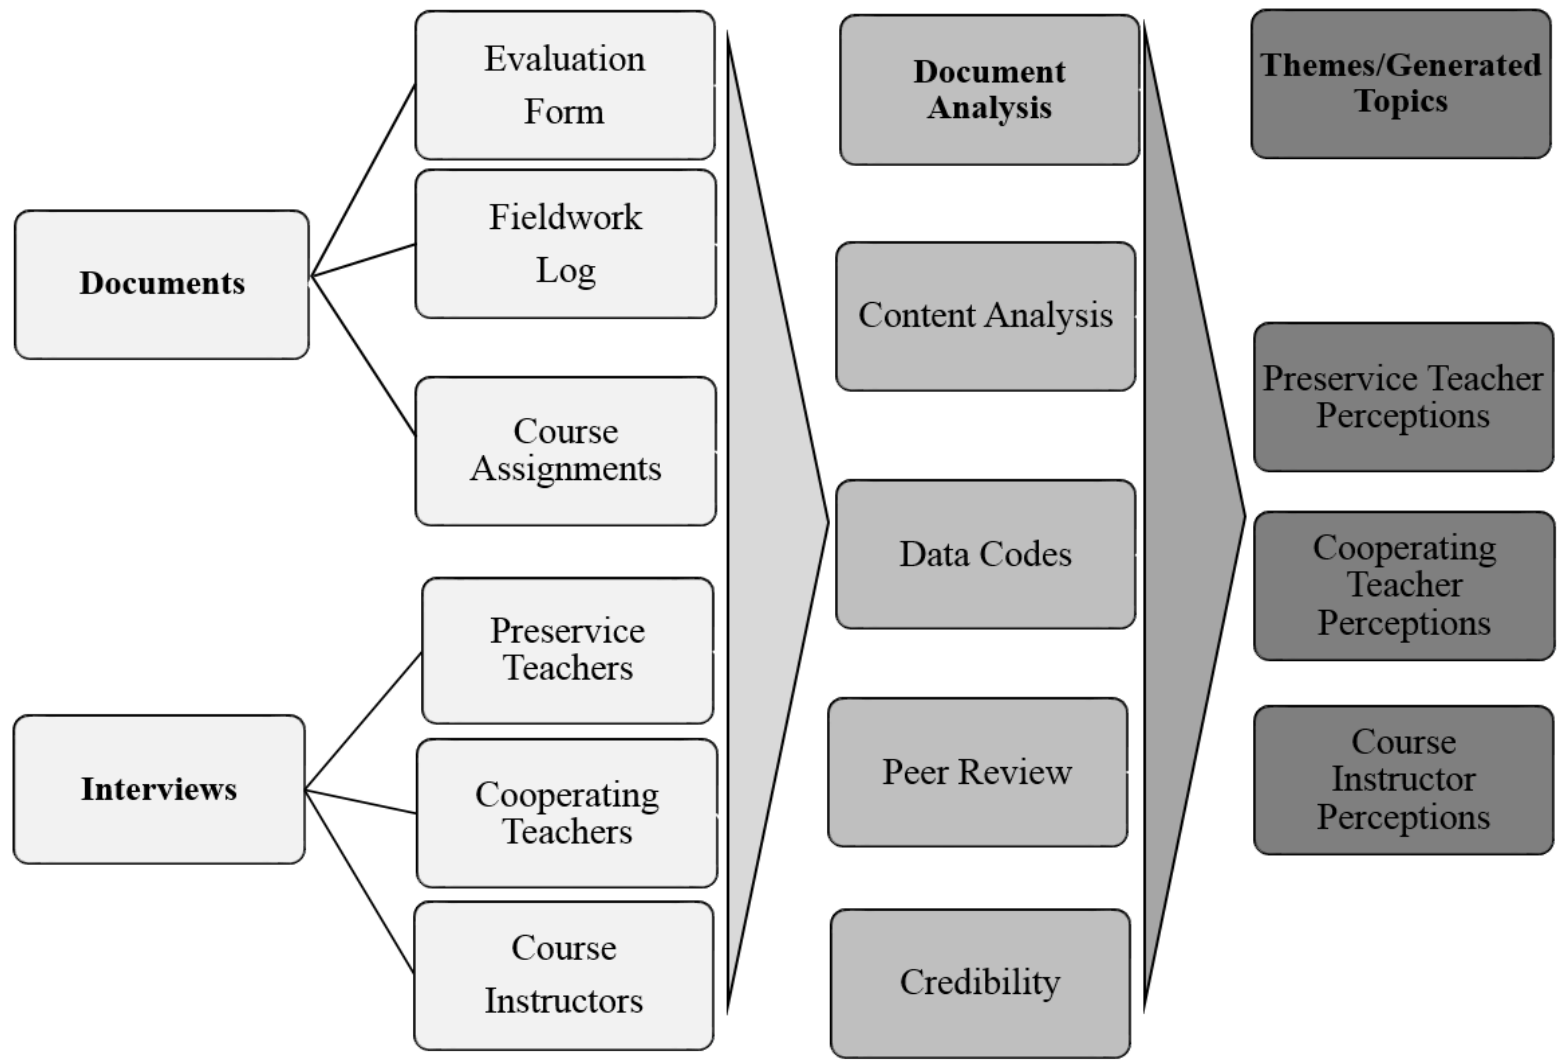 Documents
Evaluation
Form
Fieldwork
Log
Course
Assignments
Interviews
Preservice
Teachers
Cooperating
Teachers
Course
Instructors
Document
Analysis
Content Analysis
Data Codes
Peer Review
Credibility
Themes/Generated
Topics
Preservice Teacher
Perceptions
Cooperating
Teacher
Perceptions
Course
Instructor
Perceptions